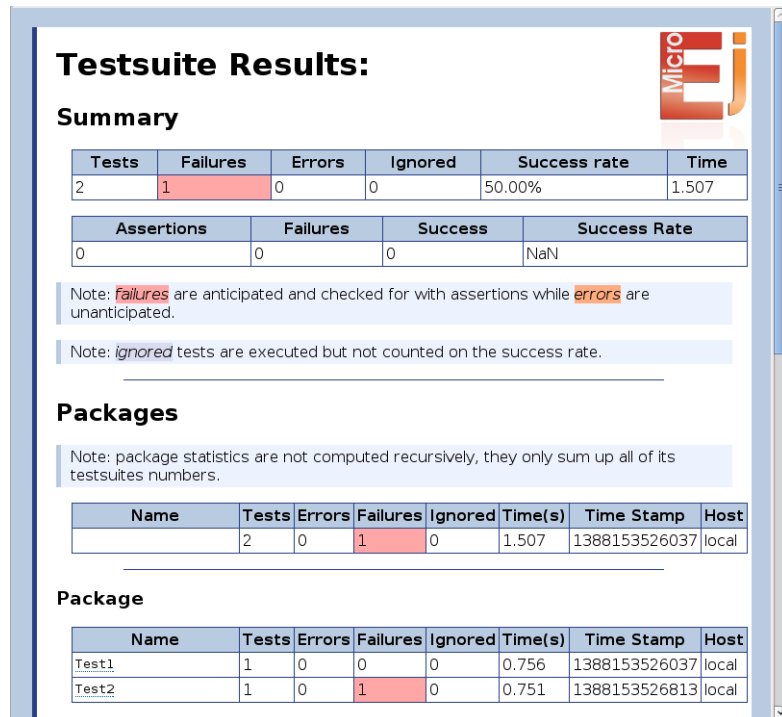 Testsuite Results:
Micro
Ej
Summary
Tests Failures Errors Ignored Success rate Time
2 1 0 0 50.00% 1.507
Assertions Failures Success Success Rate
0 0 0 NaN
Note: failures are anticipated and checked for with assertions while errors are
unanticipated.
Note: ignored tests are executed but not counted on the success rate.
Packages
Note: package statistics are not computed recursively, they only sum up all of its
testsuites numbers.
Name Tests Errors Failures Ignored Time(s) Time Stamp Host
2 0 1 0 1.507 1388153526037 local
Package
Name Tests Errors Failures Ignored Time(s) Time Stamp Host
Test1 1 0 0 0 0.756 1388153526037 local
Test2 1 0 1 0 0.751 1388153526813 local